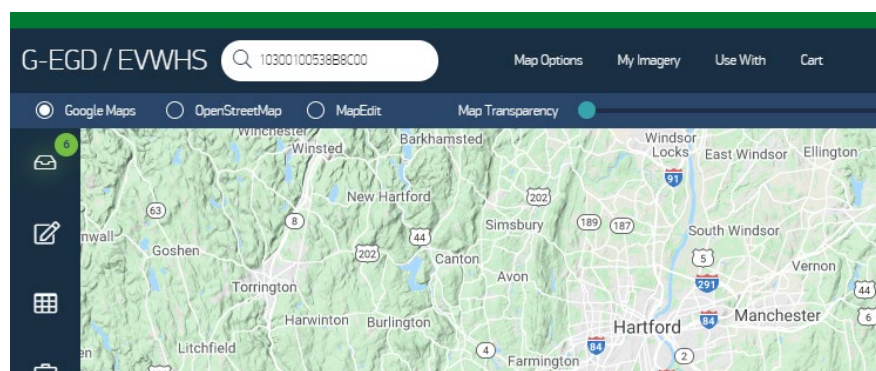 G-EGD / EVWHS 10300100538B8C00 Map Options My Imagery Use With Cart
Google Maps OpenStreetMap MapEdit Map Transparency
6
Winchester
Winsted
Barkhamsted
Windsor Locks
East Windsor
Ellington
91
New Hartford
202
63
8
Simsbury
189
187
South Windsor
nwall
Goshen
44
202
Canton
5
Vernon
Avon
291
44
Torrington
Harwinton
Burlington
Hartford
84
Manchester
6
Litchfield
4
84
2
Farmington
en